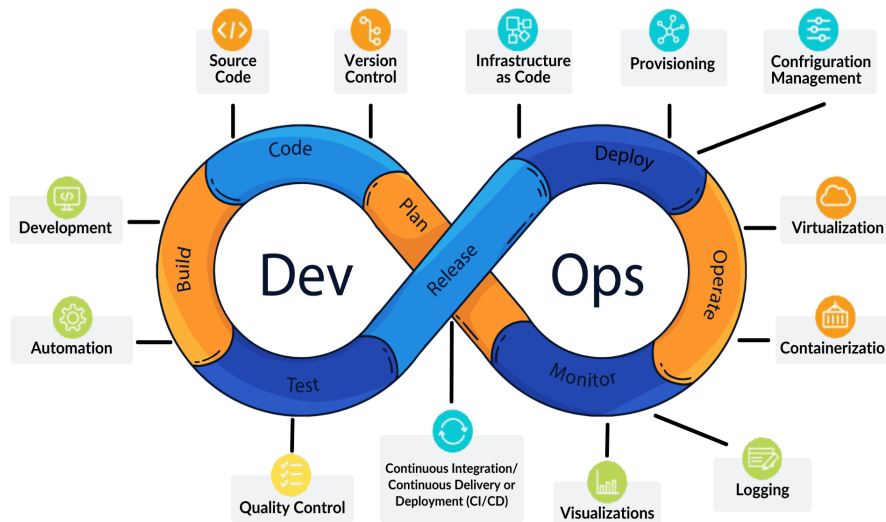 Source
Code
Version
Control
Infrastructure
as Code
Provisioning
Confriguration
Management
Code
Plan
Deploy
Development
Virtualization
Build
Dev
Release
Ops
Operate
Automation
Containerizatio
Test
Monitor
Quality Control
Continuous Integration/
Continuous Delivery or
Deployment (CI/CD)
Visualizations
Logging